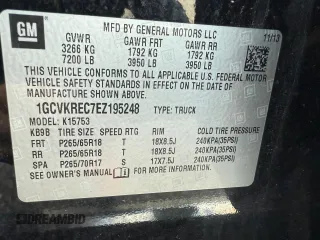 GM
MFD BY GENERAL MOTORS LLC
11/13
GVWR GAWR FRT GAWR RR
3266 KG 1792 KG 1792 KG
7200 LB 3950 LB 3950 LB
THIS VEHICLE CONFORMS TO ALL APPLICABLE U.S. FEDERAL MOTOR
VEHICLE SAFETY STANDARDS IN EFFECT ON THE DATE OF
MANUFACTURE SHOWN ABOVE.
1GCVKREC7EZ195248 TYPE: TRUCK
MODEL: K15753
KB9B TIRE SIZE SPEED RTG RIM COLD TIRE PRESSURE
FRT P265/65R18 T 18X8.5J 240KPA(35PSI)
RR P265/65R18 T 18X8.5J 240KPA(35PSI)
SPA P265/70R17 S 17X7.5J 240KPA(35PSI)
SEE OWNER'S MANUAL FOR MORE INFORMATION.
DREAMBID